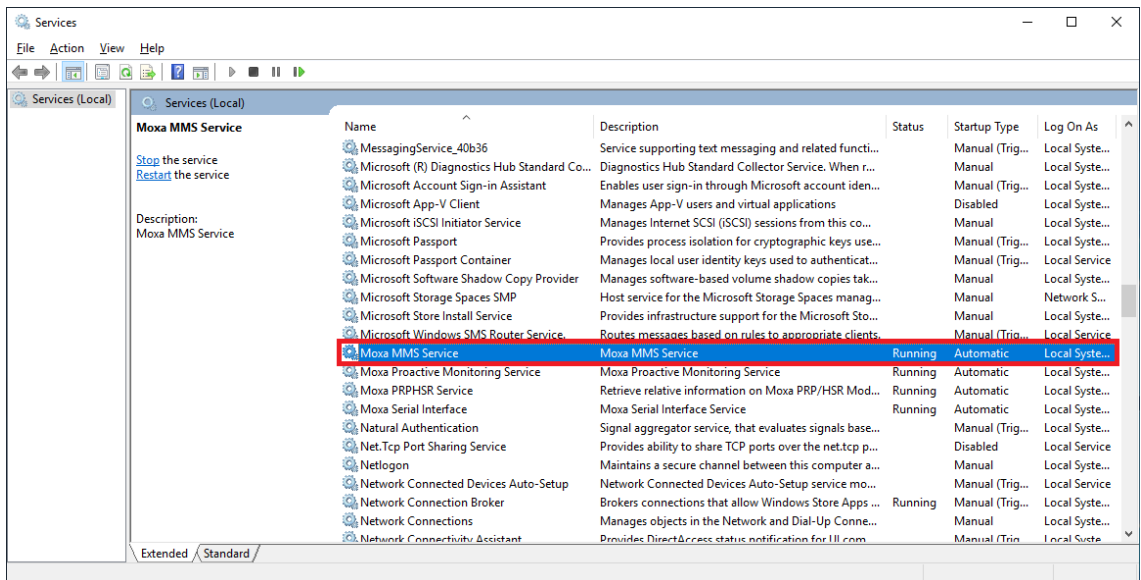 Services
File Action View Help
Services (Local)
Services (Local)
Moxa MMS Service
Stop the service
Restart the service
Description:
Moxa MMS Service
Name Description Status Startup Type Log On As
MessagingService_40b36 Service supporting text messaging and related functi... Manual (Trig... Local Syste...
Microsoft (R) Diagnostics Hub Standard Co... Diagnostics Hub Standard Collector Service. When r... Manual Local Syste...
Microsoft Account Sign-in Assistant Enables user sign-in through Microsoft account iden... Manual (Trig... Local Syste...
Microsoft App-V Client Manages App-V users and virtual applications Disabled Local Syste...
Microsoft iSCSI Initiator Service Manages Internet SCSI (iSCSI) sessions from this co... Manual Local Syste...
Microsoft Passport Provides process isolation for cryptographic keys use... Manual (Trig... Local Syste...
Microsoft Passport Container Manages local user identity keys used to authenticat... Manual (Trig... Local Service
Microsoft Software Shadow Copy Provider Manages software-based volume shadow copies tak... Manual Local Syste...
Microsoft Storage Spaces SMP Host service for the Microsoft Storage Spaces manag... Manual Network S...
Microsoft Store Install Service Provides infrastructure support for the Microsoft Sto... Manual Local Syste...
Microsoft Windows SMS Router Service. Routes messages based on rules to appropriate clients. Manual (Trig... Local Service
Moxa MMS Service Moxa MMS Service Running Automatic Local Syste...
Moxa Proactive Monitoring Service Moxa Proactive Monitoring Service Running Automatic Local Syste...
Moxa PRPHSR Service Retrieve relative information on Moxa PRP/HSR Mod... Running Automatic Local Syste...
Moxa Serial Interface Moxa Serial Interface Service Running Automatic Local Syste...
Natural Authentication Signal aggregator service, that evaluates signals base... Manual (Trig... Local Syste...
Net.Tcp Port Sharing Service Provides ability to share TCP ports over the net.tcp p... Disabled Local Service
Netlogon Maintains a secure channel between this computer a... Manual Local Syste...
Network Connected Devices Auto-Setup Network Connected Devices Auto-Setup service mo... Manual (Trig... Local Service
Network Connection Broker Brokers connections that allow Windows Store Apps ... Running Manual (Trig... Local Syste...
Network Connections Manages objects in the Network and Dial-Up Conne... Manual Local Syste...
Network Connectivity Assistant Provides DirectAccess status notification for UI com Manual (Trig Local Syste
Extended Standard